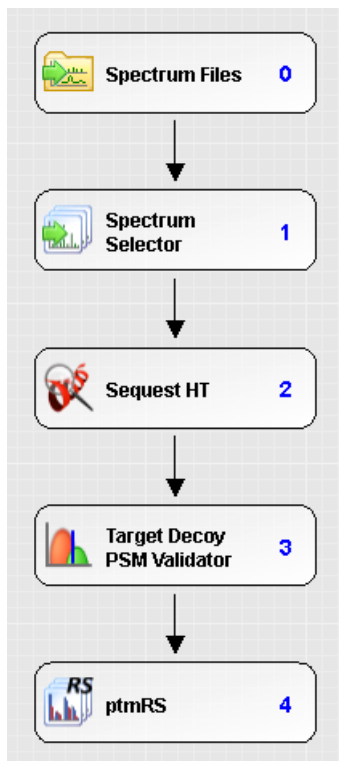 Spectrum Files 0
Spectrum
Selector 1
Sequest HT 2
Target Decoy
PSM Validator 3
RS
ptmRS 4